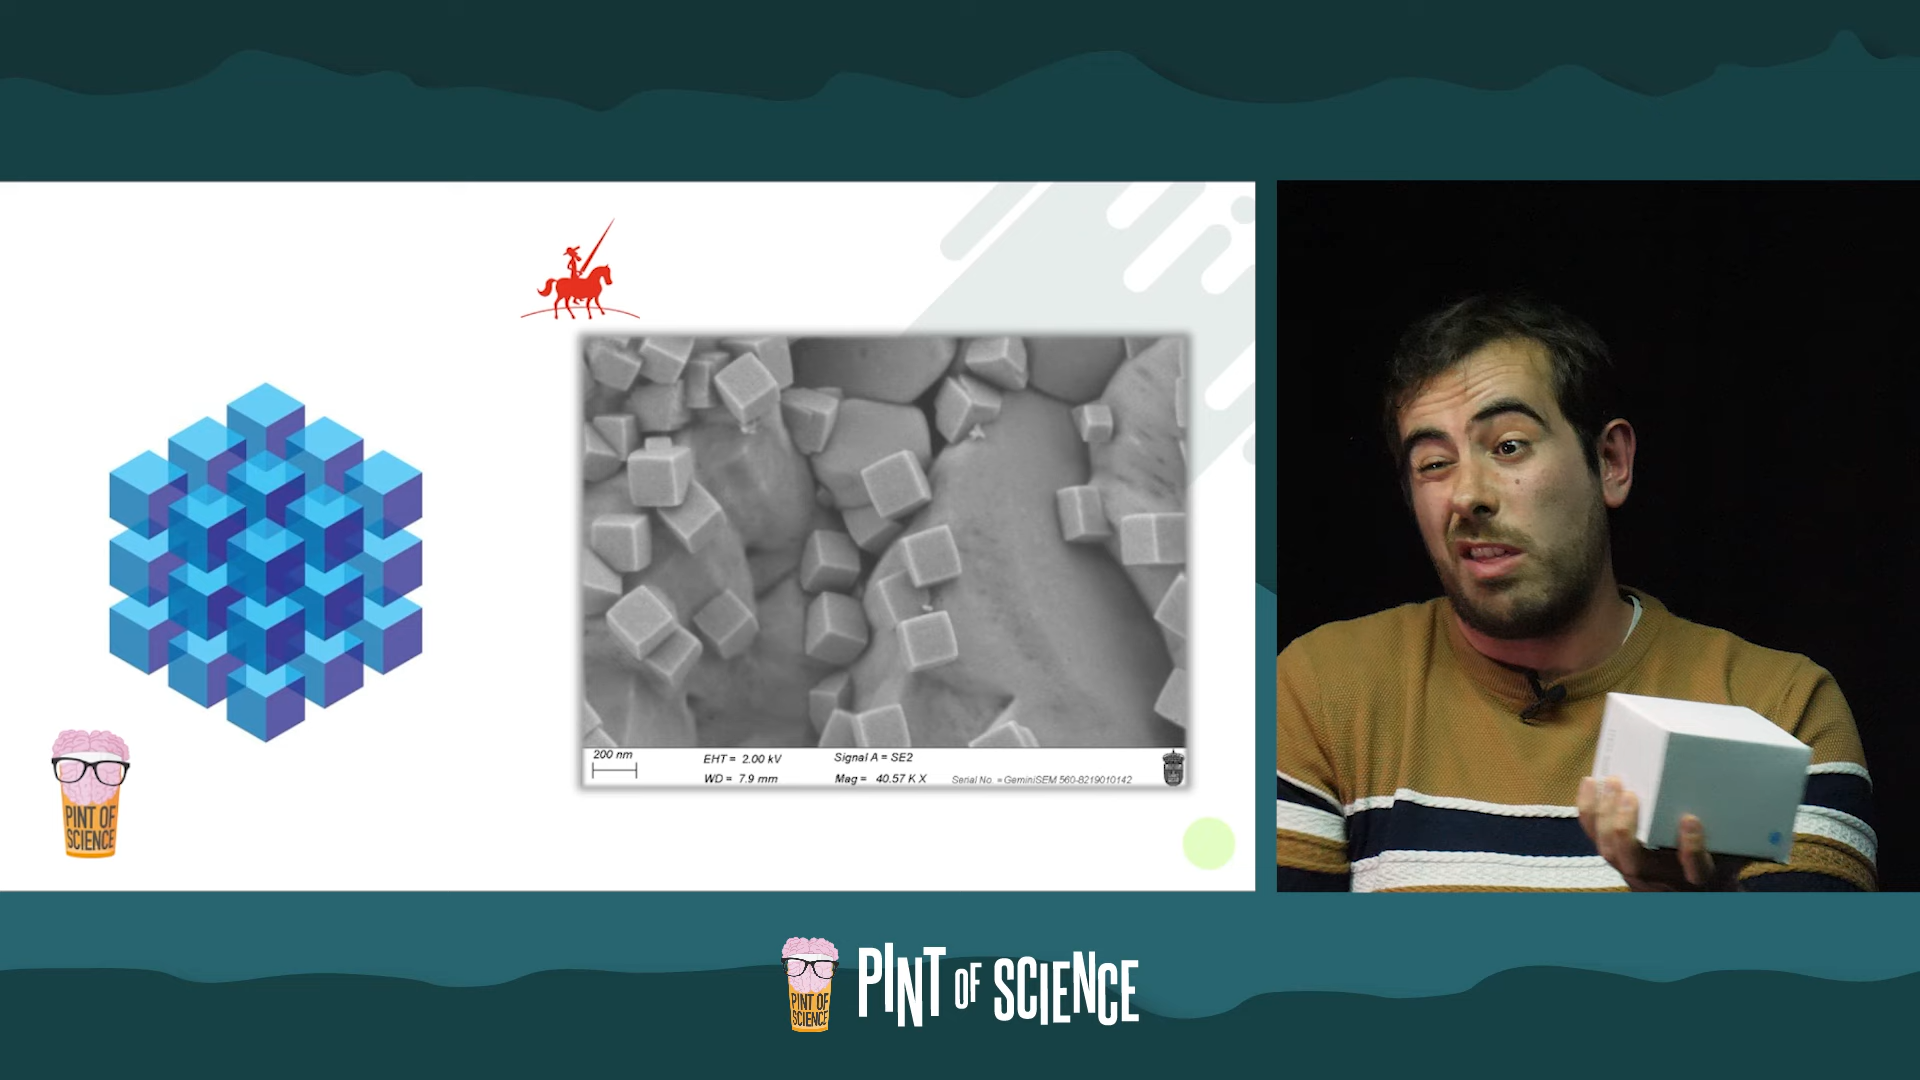 PINT OF
SCIENCE
200 nm
EHT = 2.00 kV
Signal A = SE2
WD = 7.9 mm
Mag = 40.57 K X
Serial No. = GeminiSEM 560-8219010142
PINT OF
SCIENCE
PINT OF SCIENCE